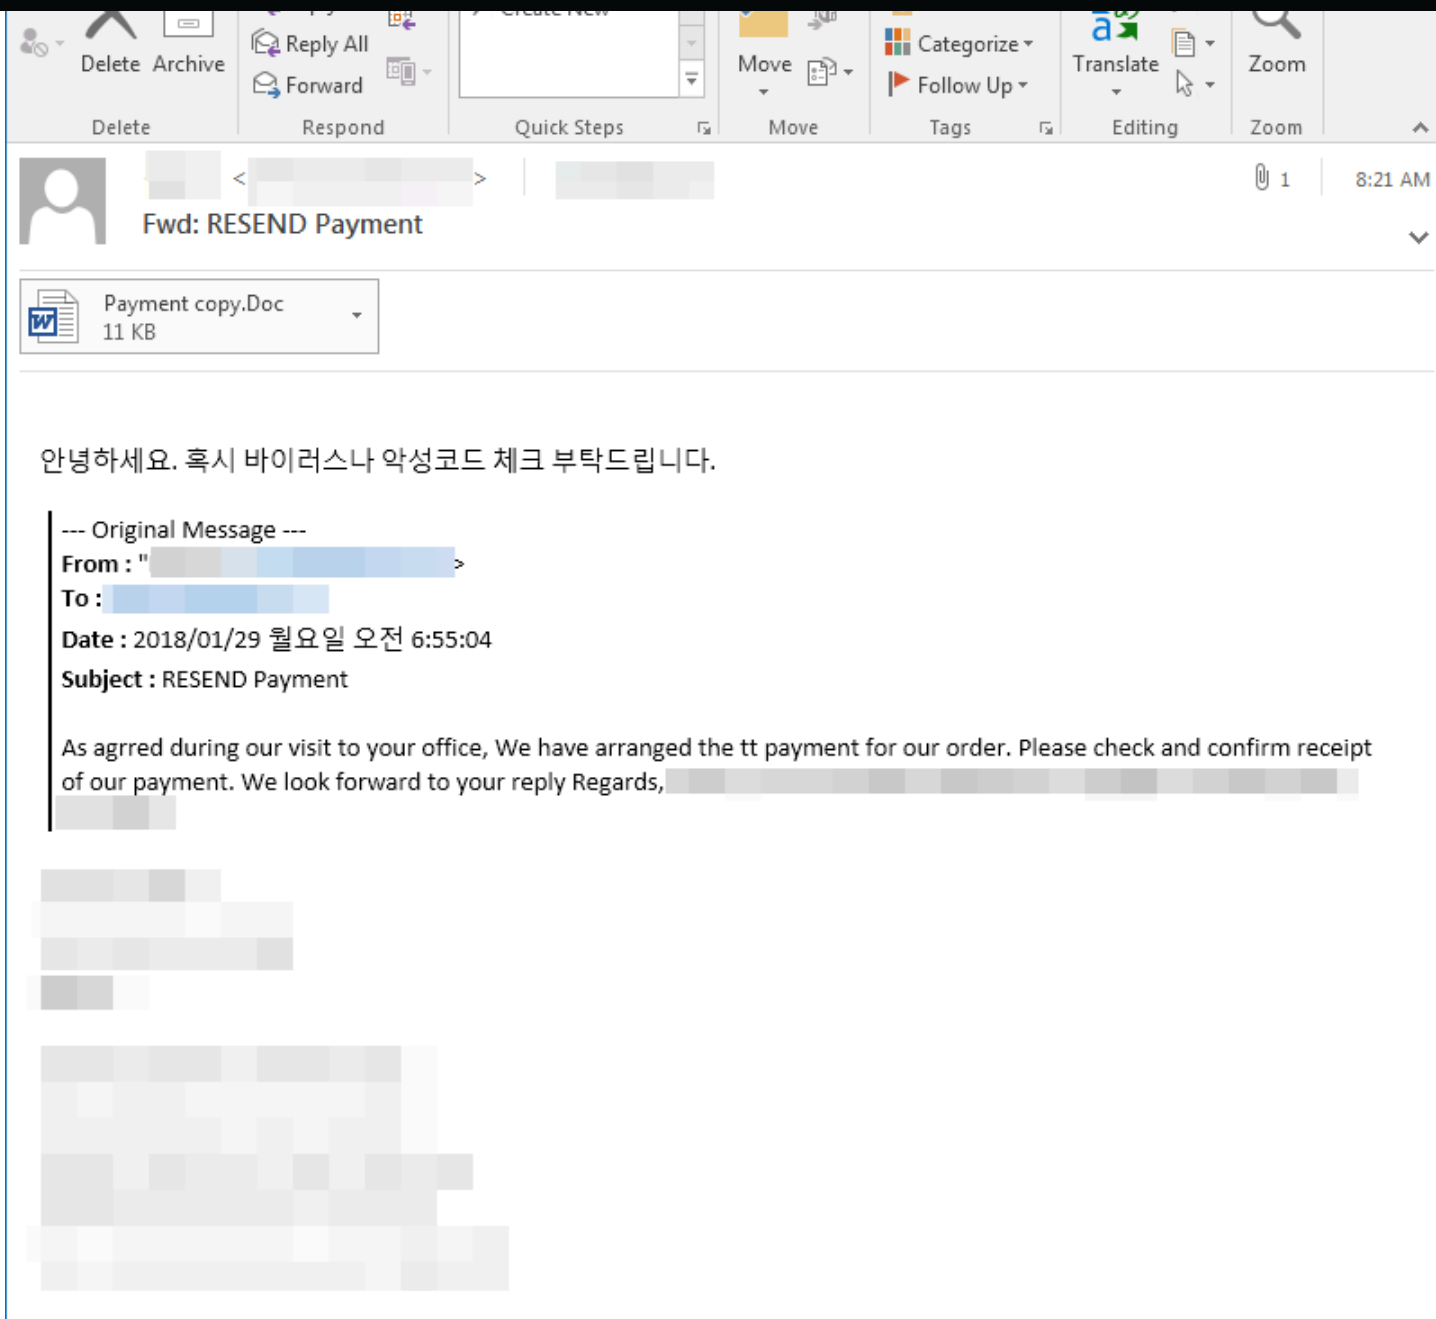 Create New
Reply All
Delete Archive
Forward
Move
Categorize
Follow Up
Translate
Zoom
Delete
Respond
Quick Steps
Move
Tags
Editing
Zoom
< >
1
8:21 AM
Fwd: RESEND Payment
Payment copy.Doc
11 KB
안녕하세요. 혹시 바이러스나 악성코드 체크 부탁드립니다.
--- Original Message ---
From : " >
To :
Date : 2018/01/29 월요일 오전 6:55:04
Subject : RESEND Payment
As agrred during our visit to your office, We have arranged the tt payment for our order. Please check and confirm receipt
of our payment. We look forward to your reply Regards,